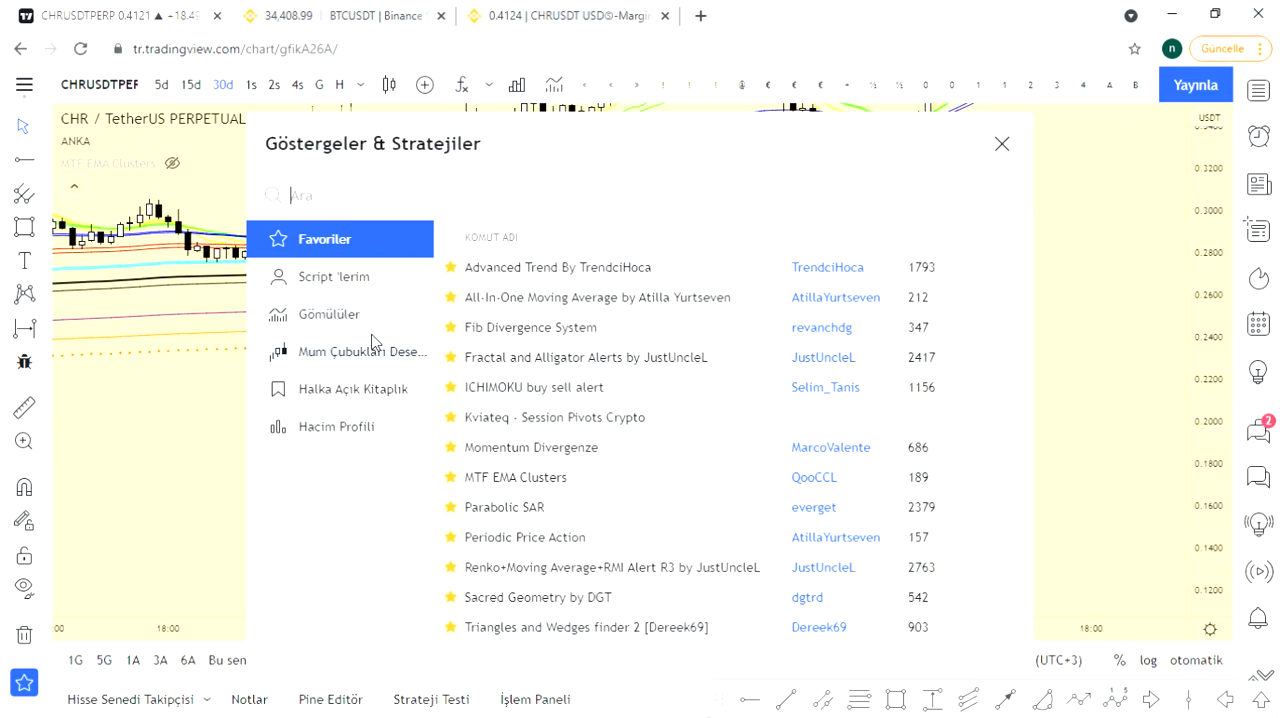 CHRUSDTPERP 0.4121 ▲ +18.49
34,408.99 BTCUSDT | Binance
0.4124 | CHRUSDT USDⓈ-Margin
tr.tradingview.com/chart/gfikA26A/
n
Güncelle
CHRUSDTPERP 5d 15d 30d 1s 2s 4s G H
Yayınla
CHR / TetherUS PERPETUAL
ANKA
MTF EMA Clusters
Göstergeler & Stratejiler
Ara
Favoriler
Script 'lerim
Gömülüler
Mum Çubukları Dese...
Halka Açık Kitaplık
Hacim Profili
KOMUT ADI
Advanced Trend By TrendciHoca TrendciHoca 1793
All-In-One Moving Average by Atilla Yurtseven AtillaYurtseven 212
Fib Divergence System revanchdg 347
Fractal and Alligator Alerts by JustUncleL JustUncleL 2417
ICHIMOKU buy sell alert Selim_Tanis 1156
Kviateq - Session Pivots Crypto
Momentum Divergenze MarcoValente 686
MTF EMA Clusters QooCCL 189
Parabolic SAR everget 2379
Periodic Price Action AtillaYurtseven 157
Renko+Moving Average+RMI Alert R3 by JustUncleL JustUncleL 2763
Sacred Geometry by DGT dgtrd 542
Triangles and Wedges finder 2 [Dereek69] Dereek69 903
USDT
0.3400
0.3200
0.3000
0.2800
0.2600
0.2400
0.2200
0.2000
0.1800
0.1600
0.1400
0.1200
2
:00 18:00 18:00
1G 5G 1A 3A 6A Bu sen
(UTC+3) % log otomatik
Hisse Senedi Takipçisi Notlar Pine Editör Strateji Testi İşlem Paneli